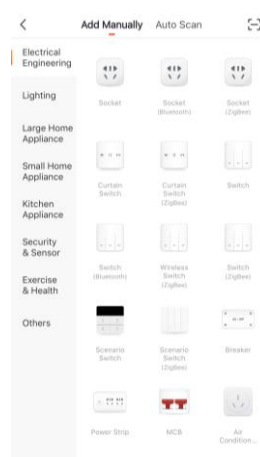 Add Manually Auto Scan
Electrical
Engineering
Lighting
Large Home
Appliance
Small Home
Appliance
Kitchen
Appliance
Security
& Sensor
Exercise
& Health
Others
Socket
Socket
(Bluetooth)
Socket
(ZigBee)
Curtain
Switch
Curtain
Switch
(ZigBee)
Switch
Switch
(Bluetooth)
Wireless
Switch
(ZigBee)
Switch
(ZigBee)
Scenario
Switch
Scenario
Switch
(ZigBee)
Breaker
Power Strip
MCB
Air
Condition...